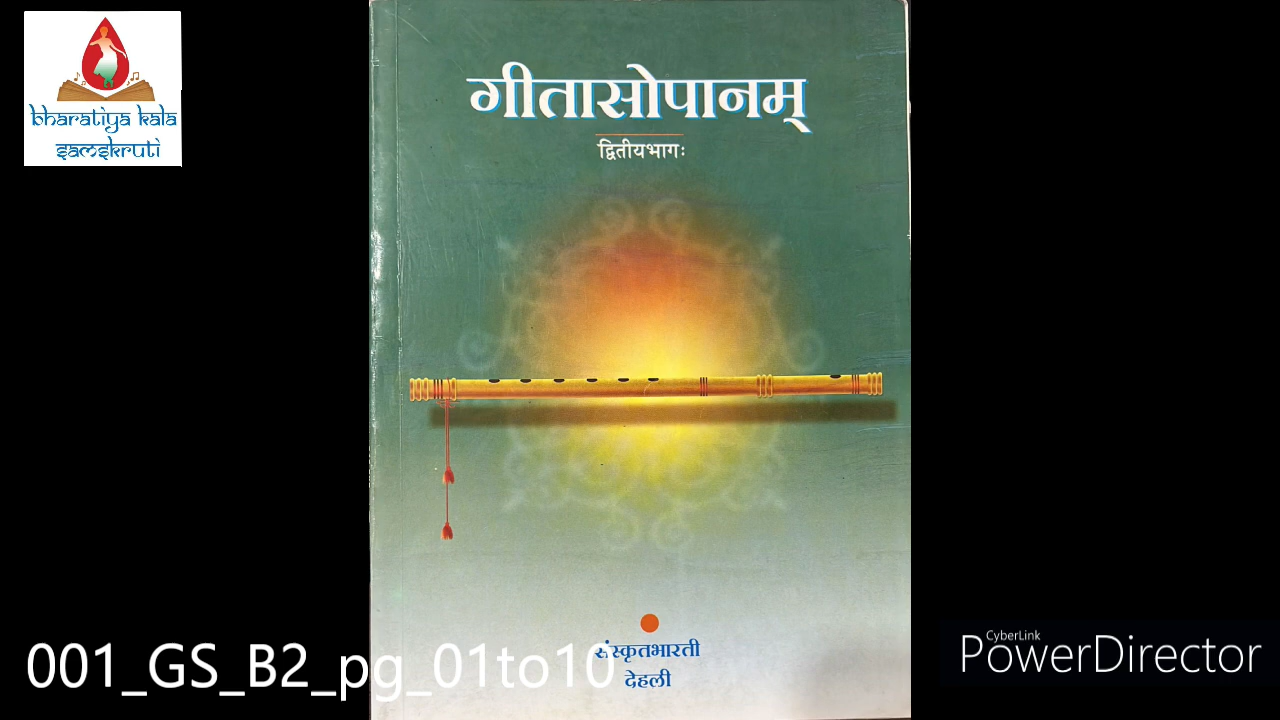 bharatiya kala
samskruti
गीतासोपानम्
द्वितीयभागः
संस्कृतभारती
देहली
001_GS_B2_pg_01to10
CyberLink
PowerDirector